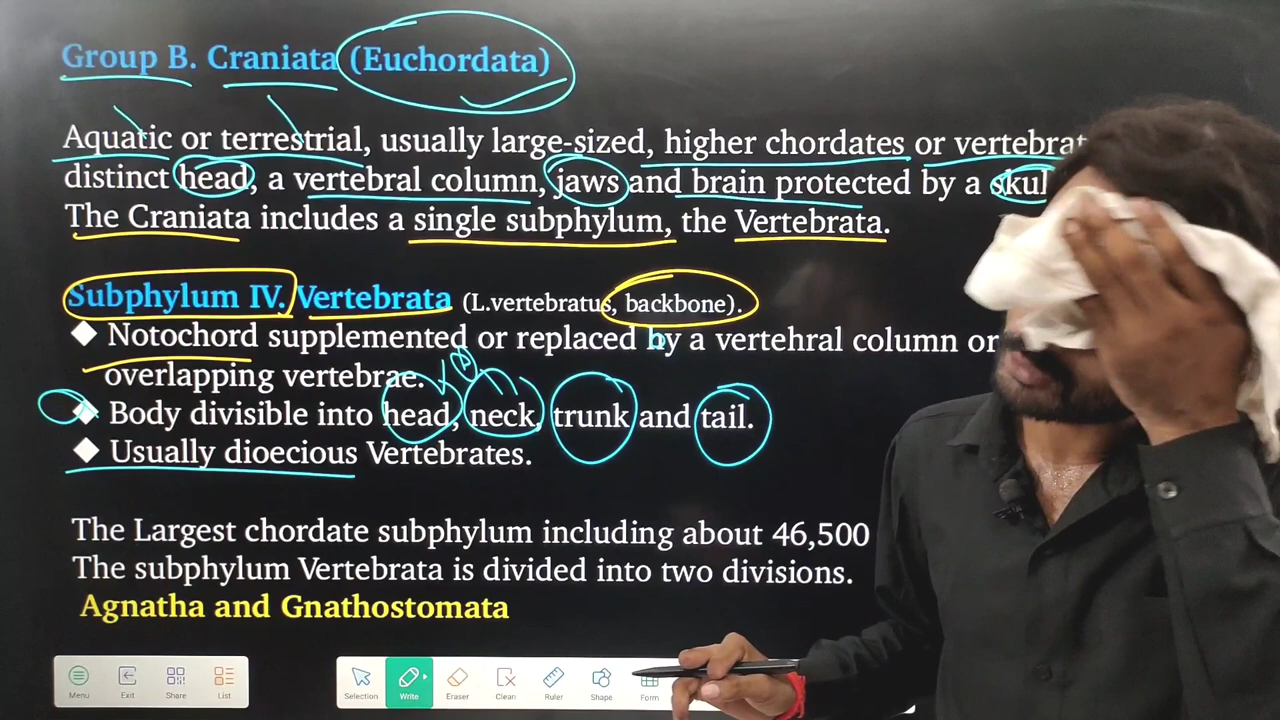 Group B. Craniata (Euchordata)
Aquatic or terrestrial, usually large-sized, higher chordates or vertebrat
distinct head, a vertebral column, jaws and brain protected by a skul
The Craniata includes a single subphylum, the Vertebrata.
Subphylum IV. Vertebrata (L.vertebratus, backbone).
◆ Notochord supplemented or replaced by a vertehral column or
overlapping vertebrae.
◆ Body divisible into head, neck, trunk and tail.
◆ Usually dioecious Vertebrates.
The Largest chordate subphylum including about 46,500
The subphylum Vertebrata is divided into two divisions.
Agnatha and Gnathostomata
Menu Exit Share List Selection Write Eraser Clean Ruler Shape Form